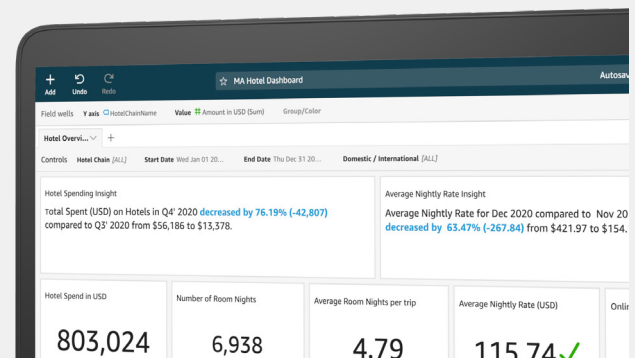 Add Undo Redo
☆ MA Hotel Dashboard
Field wells Y axis HotelChainName Value # Amount in USD (Sum) Group/Color
Hotel Overvi... +
Controls Hotel Chain [ALL] Start Date Wed Jan 01 20... End Date Thu Dec 31 20... Domestic / International [ALL]
Hotel Spending Insight
Total Spent (USD) on Hotels in Q4' 2020 decreased by 76.19% (-42,807)
compared to Q3' 2020 from $56,186 to $13,378.
Average Nightly Rate Insight
Average Nightly Rate for Dec 2020 compared to Nov 20
decreased by 63.47% (-267.84) from $421.97 to $154.
Hotel Spend in USD
803,024
Number of Room Nights
6,938
Average Room Nights per trip
4.79
Average Nightly Rate (USD)
115.74